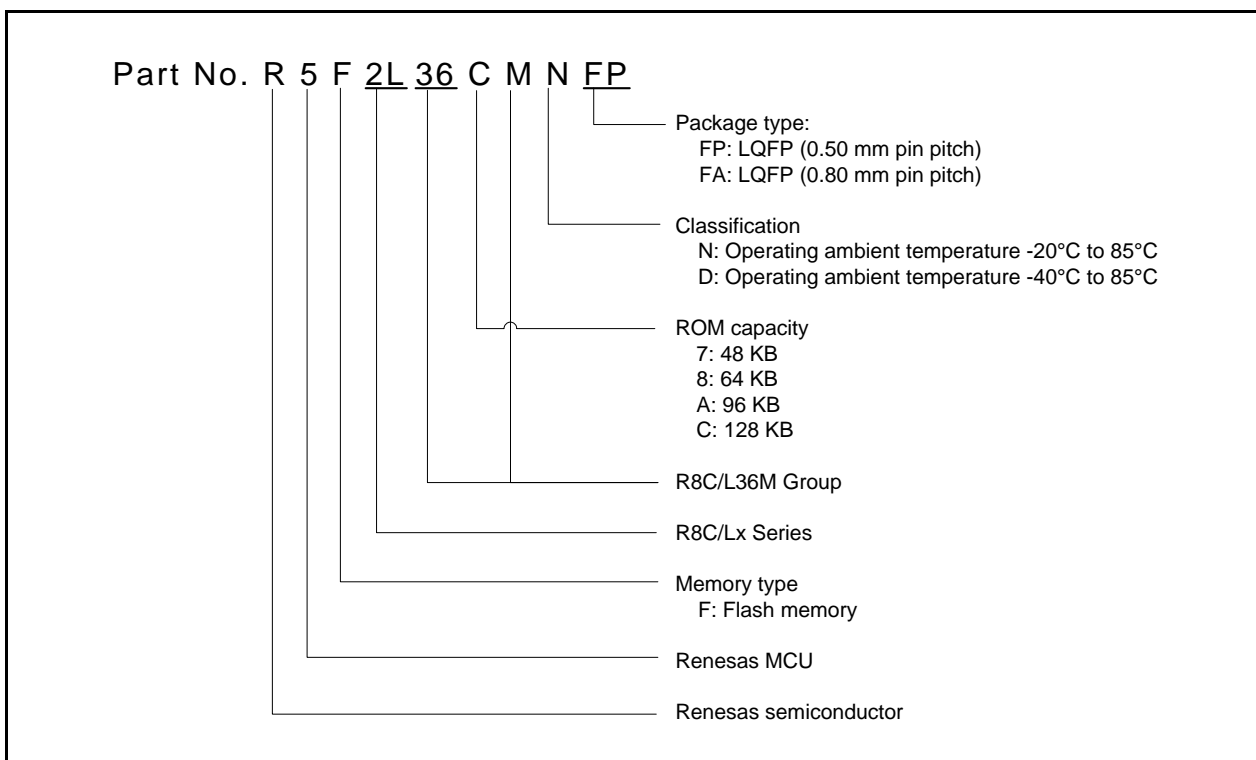 Part No. R 5 F 2L 36 C M N FP
Package type:
FP: LQFP (0.50 mm pin pitch)
FA: LQFP (0.80 mm pin pitch)
Classification
N: Operating ambient temperature -20°C to 85°C
D: Operating ambient temperature -40°C to 85°C
ROM capacity
7: 48 KB
8: 64 KB
A: 96 KB
C: 128 KB
R8C/L36M Group
R8C/Lx Series
Memory type
F: Flash memory
Renesas MCU
Renesas semiconductor